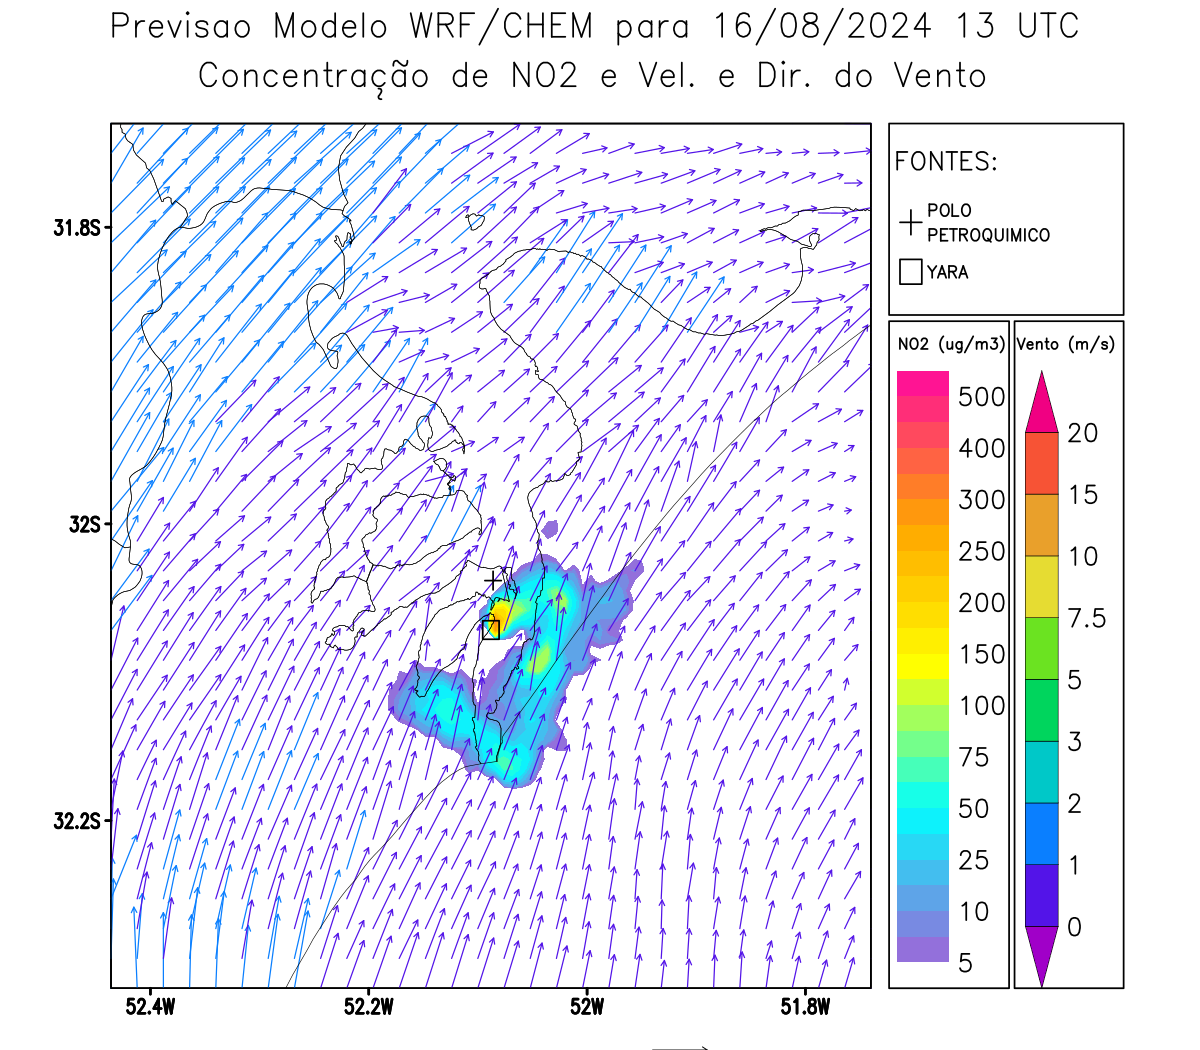 Previsao Modelo WRF/CHEM para 16/08/2024 13 UTC
Concentração de NO2 e Vel. e Dir. do Vento
FONTES:
POLO
PETROQUIMICO
YARA
NO2 (ug/m3)
500
400
300
250
200
150
100
75
50
25
10
5
Vento (m/s)
20
15
10
7.5
5
3
2
1
0
31.8S
32S
32.2S
52.4W
52.2W
52W
51.8W